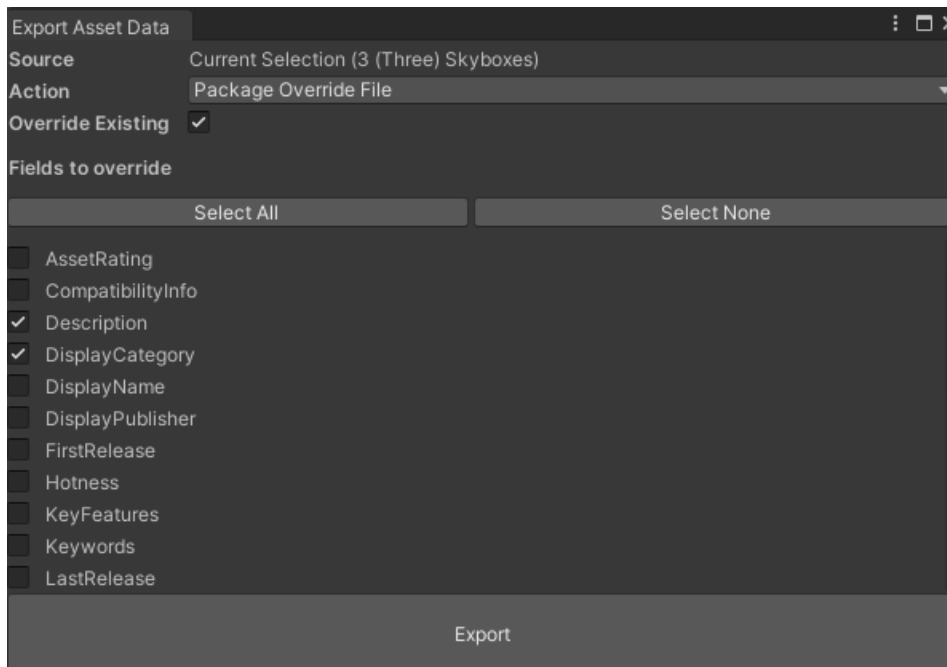 Export Asset Data
Source Current Selection (3 (Three) Skyboxes)
Action Package Override File
Override Existing
Fields to override
Select All Select None
AssetRating
CompatibilityInfo
Description
DisplayCategory
DisplayName
DisplayPublisher
FirstRelease
Hotness
KeyFeatures
Keywords
LastRelease
Export